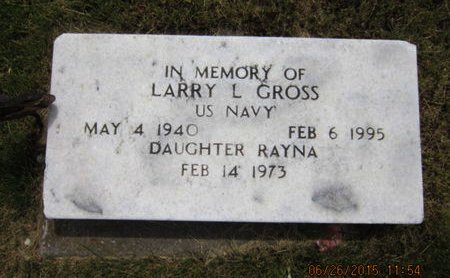 IN MEMORY OF
LARRY L GROSS
US NAVY
MAY 4 1940 FEB 6 1995
DAUGHTER RAYNA
FEB 14 1973
06/26/2015 11:54